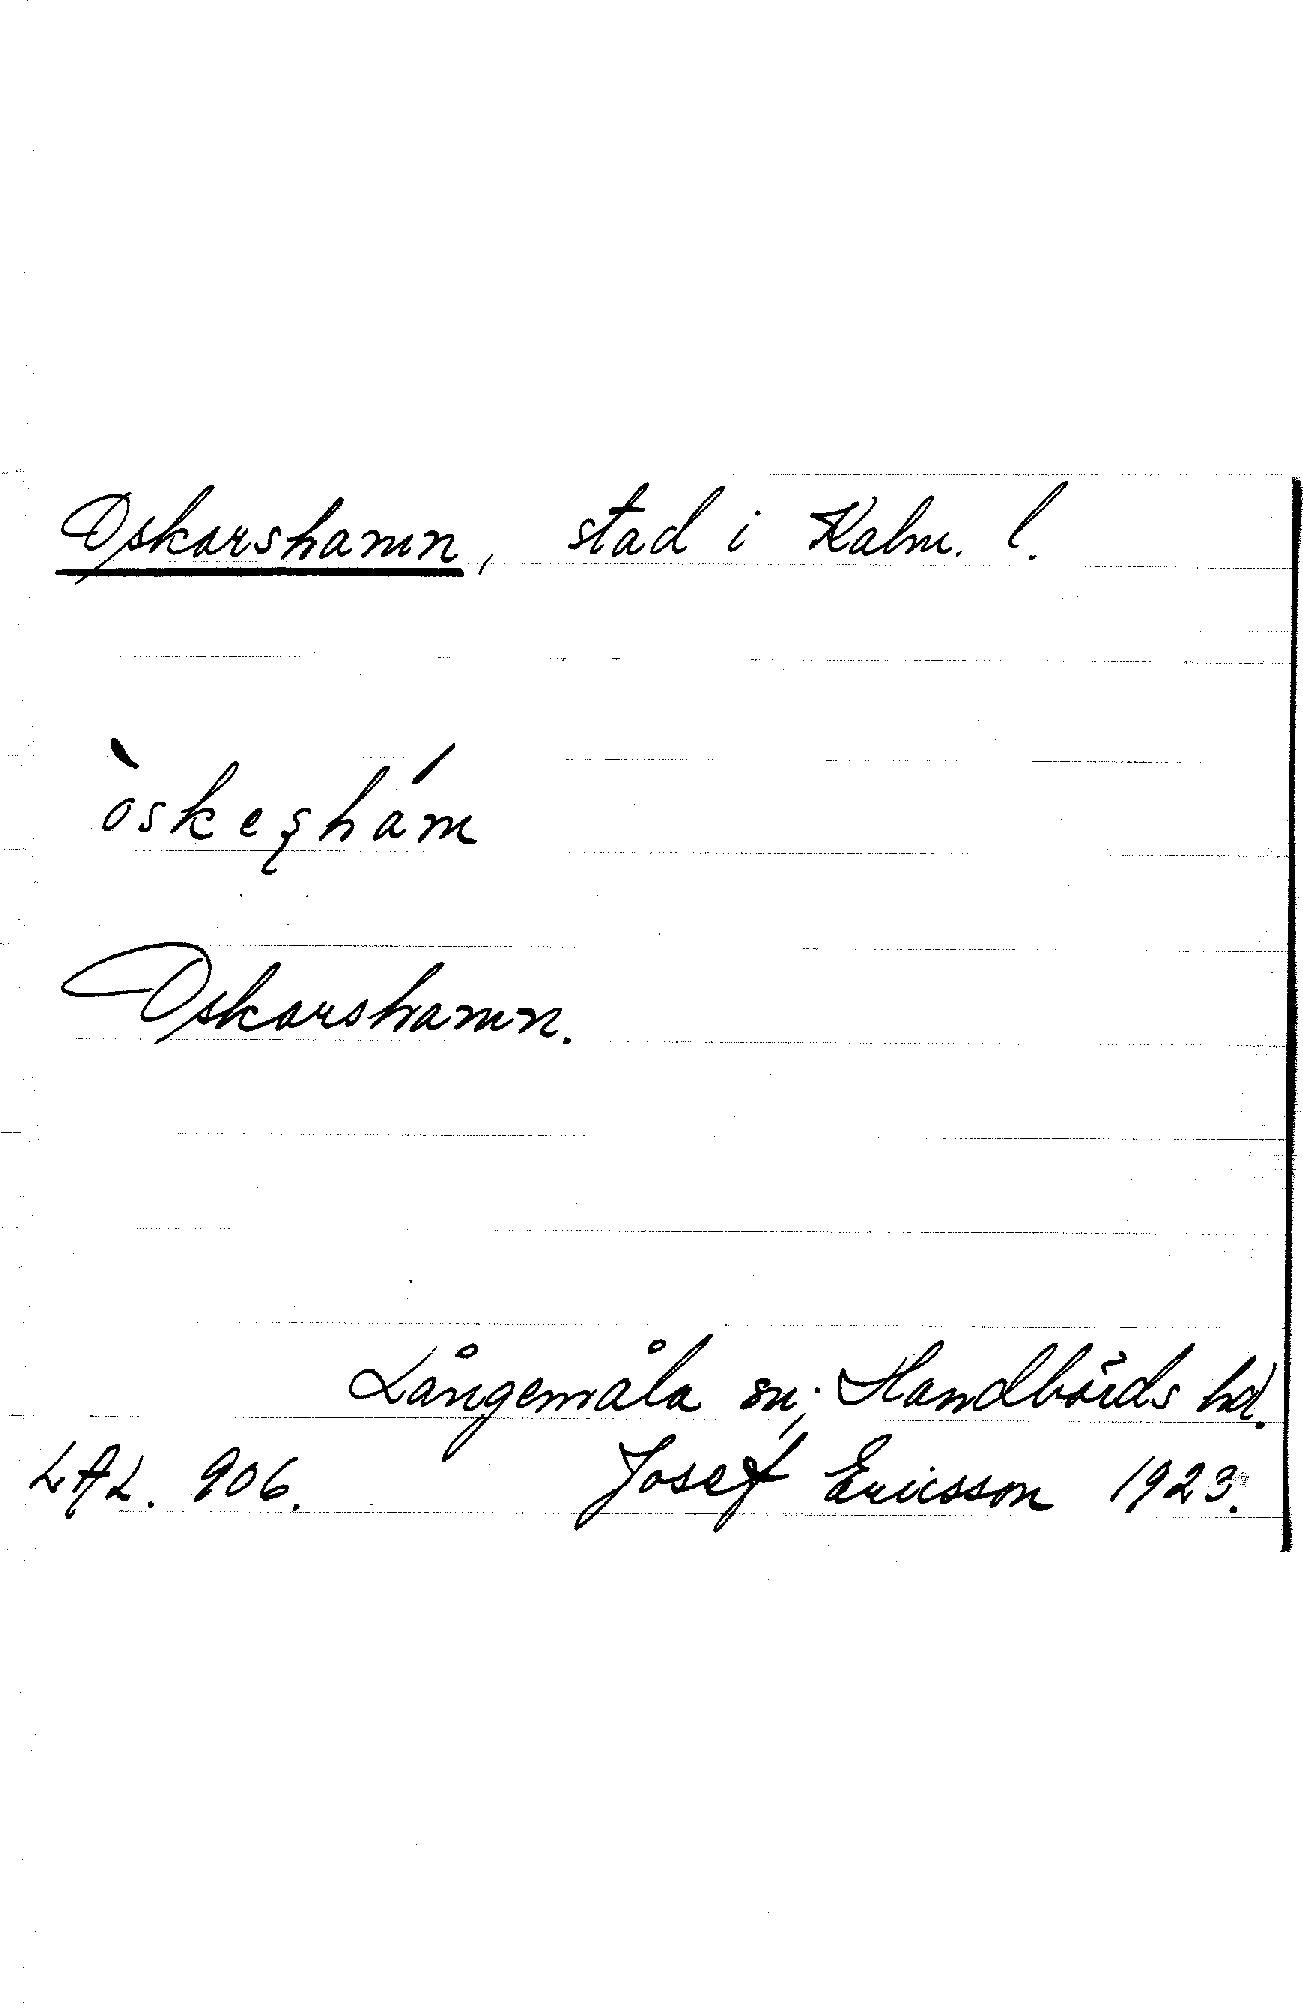 Oskarshamn, stad i Kalm. l.
òskeʂhám
Oskarshamn.
Långemåla sn; Handbörds hd.
LAL. 906. Josef Ericsson 1923.